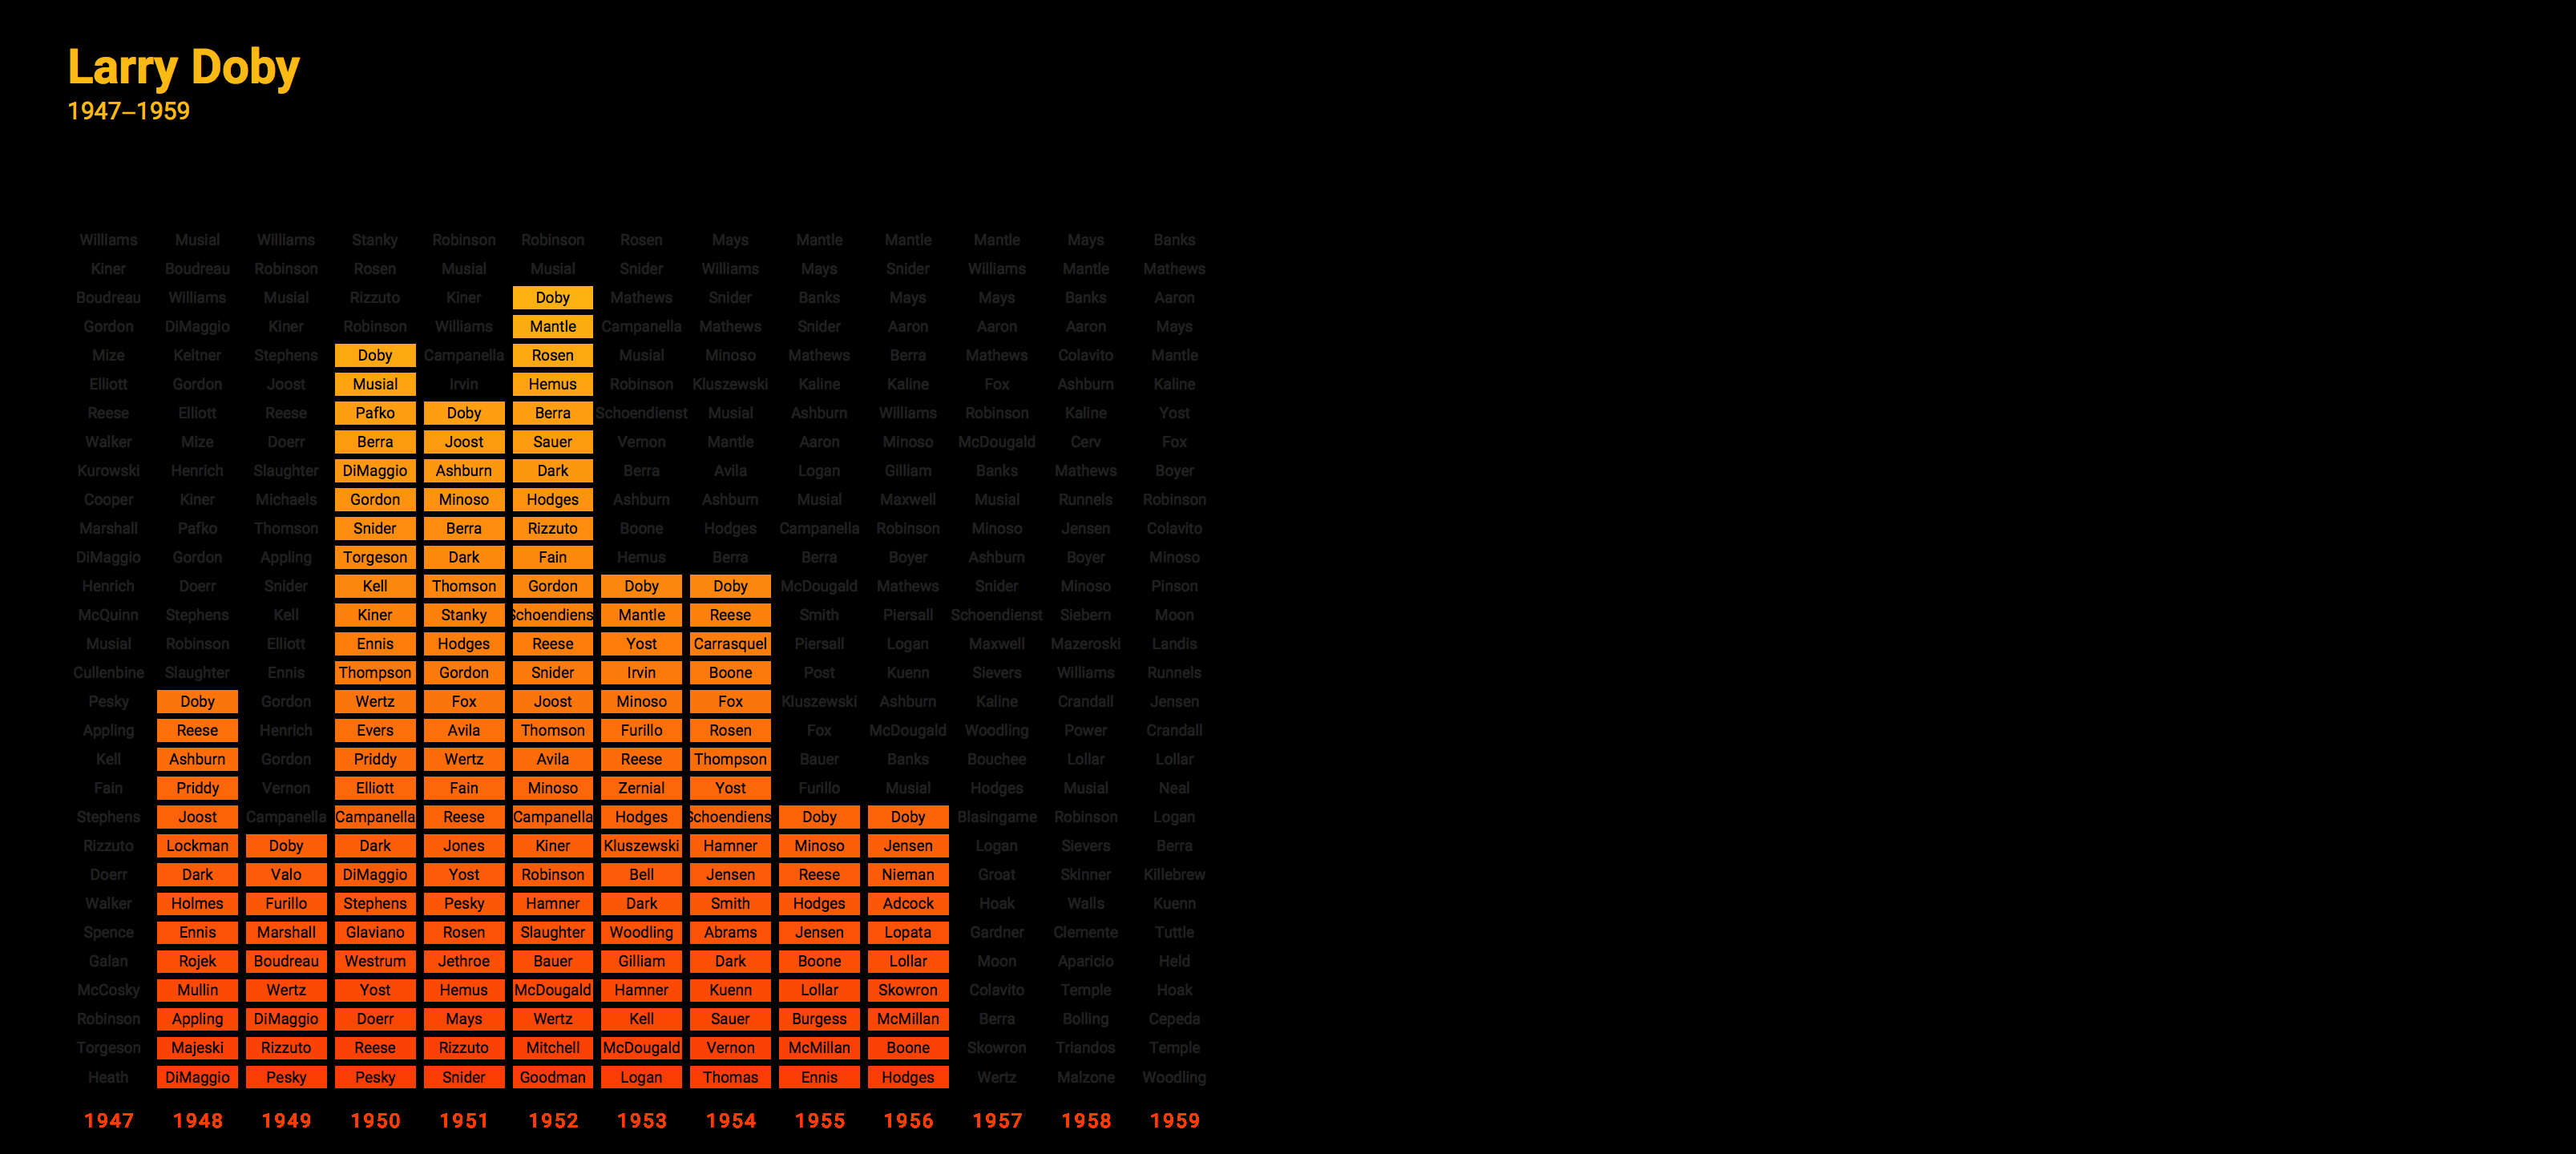 Larry Doby
1947–1959
Williams Musial Williams Stanky Robinson Robinson Rosen Mays Mantle Mantle Mantle Mays Banks
Kiner Boudreau Robinson Rosen Musial Musial Snider Williams Mays Snider Williams Mantle Mathews
Boudreau Williams Musial Rizzuto Kiner Doby Mathews Snider Banks Mays Mays Banks Aaron
Gordon DiMaggio Kiner Robinson Williams Mantle Campanella Mathews Snider Aaron Aaron Aaron Mays
Mize Keltner Stephens Doby Campanella Rosen Musial Minoso Mathews Berra Mathews Colavito Mantle
Elliott Gordon Joost Musial Irvin Hemus Robinson Kluszewski Kaline Kaline Fox Ashburn Kaline
Reese Elliott Reese Pafko Doby Berra Schoendienst Musial Ashburn Williams Robinson Kaline Yost
Walker Mize Doerr Berra Joost Sauer Vernon Mantle Aaron Minoso McDougald Cerv Fox
Kurowski Henrich Slaughter DiMaggio Ashburn Dark Berra Avila Logan Gilliam Banks Mathews Boyer
Cooper Kiner Michaels Gordon Minoso Hodges Ashburn Ashburn Musial Maxwell Musial Runnels Robinson
Marshall Pafko Thomson Snider Berra Rizzuto Boone Hodges Campanella Robinson Minoso Jensen Colavito
DiMaggio Gordon Appling Torgeson Dark Fain Hemus Berra Berra Boyer Ashburn Boyer Minoso
Henrich Doerr Snider Kell Thomson Gordon Doby Doby McDougald Mathews Snider Minoso Pinson
McQuinn Stephens Kell Kiner Stanky Schoendiens Mantle Reese Smith Piersall Schoendienst Siebern Moon
Musial Robinson Elliott Ennis Hodges Reese Yost Carrasquel Piersall Logan Maxwell Mazeroski Landis
Cullenbine Slaughter Ennis Thompson Gordon Snider Irvin Boone Post Kuenn Sievers Williams Runnels
Pesky Doby Gordon Wertz Fox Joost Minoso Fox Kluszewski Ashburn Kaline Crandall Jensen
Appling Reese Henrich Evers Avila Thomson Furillo Rosen Fox McDougald Woodling Power Crandall
Kell Ashburn Gordon Priddy Wertz Avila Reese Thompson Bauer Banks Bouchee Lollar Lollar
Fain Priddy Vernon Elliott Fain Minoso Zernial Yost Furillo Musial Hodges Musial Neal
Stephens Joost Campanella Campanella Reese Campanella Hodges Schoendiens Doby Doby Blasingame Robinson Logan
Rizzuto Lockman Doby Dark Jones Kiner Kluszewski Hamner Minoso Jensen Logan Sievers Berra
Doerr Dark Valo DiMaggio Yost Robinson Bell Jensen Reese Nieman Groat Skinner Killebrew
Walker Holmes Furillo Stephens Pesky Hamner Dark Smith Hodges Adcock Hoak Walls Kuenn
Spence Ennis Marshall Glaviano Rosen Slaughter Woodling Abrams Jensen Lopata Gardner Clemente Tuttle
Galan Rojek Boudreau Westrum Jethroe Bauer Gilliam Dark Boone Lollar Moon Aparicio Held
McCosky Mullin Wertz Yost Hemus McDougald Hamner Kuenn Lollar Skowron Colavito Temple Hoak
Robinson Appling DiMaggio Doerr Mays Wertz Kell Sauer Burgess McMillan Berra Bolling Cepeda
Torgeson Majeski Rizzuto Reese Rizzuto Mitchell McDougald Vernon McMillan Boone Skowron Triandos Temple
Heath DiMaggio Pesky Pesky Snider Goodman Logan Thomas Ennis Hodges Wertz Malzone Woodling
1947 1948 1949 1950 1951 1952 1953 1954 1955 1956 1957 1958 1959